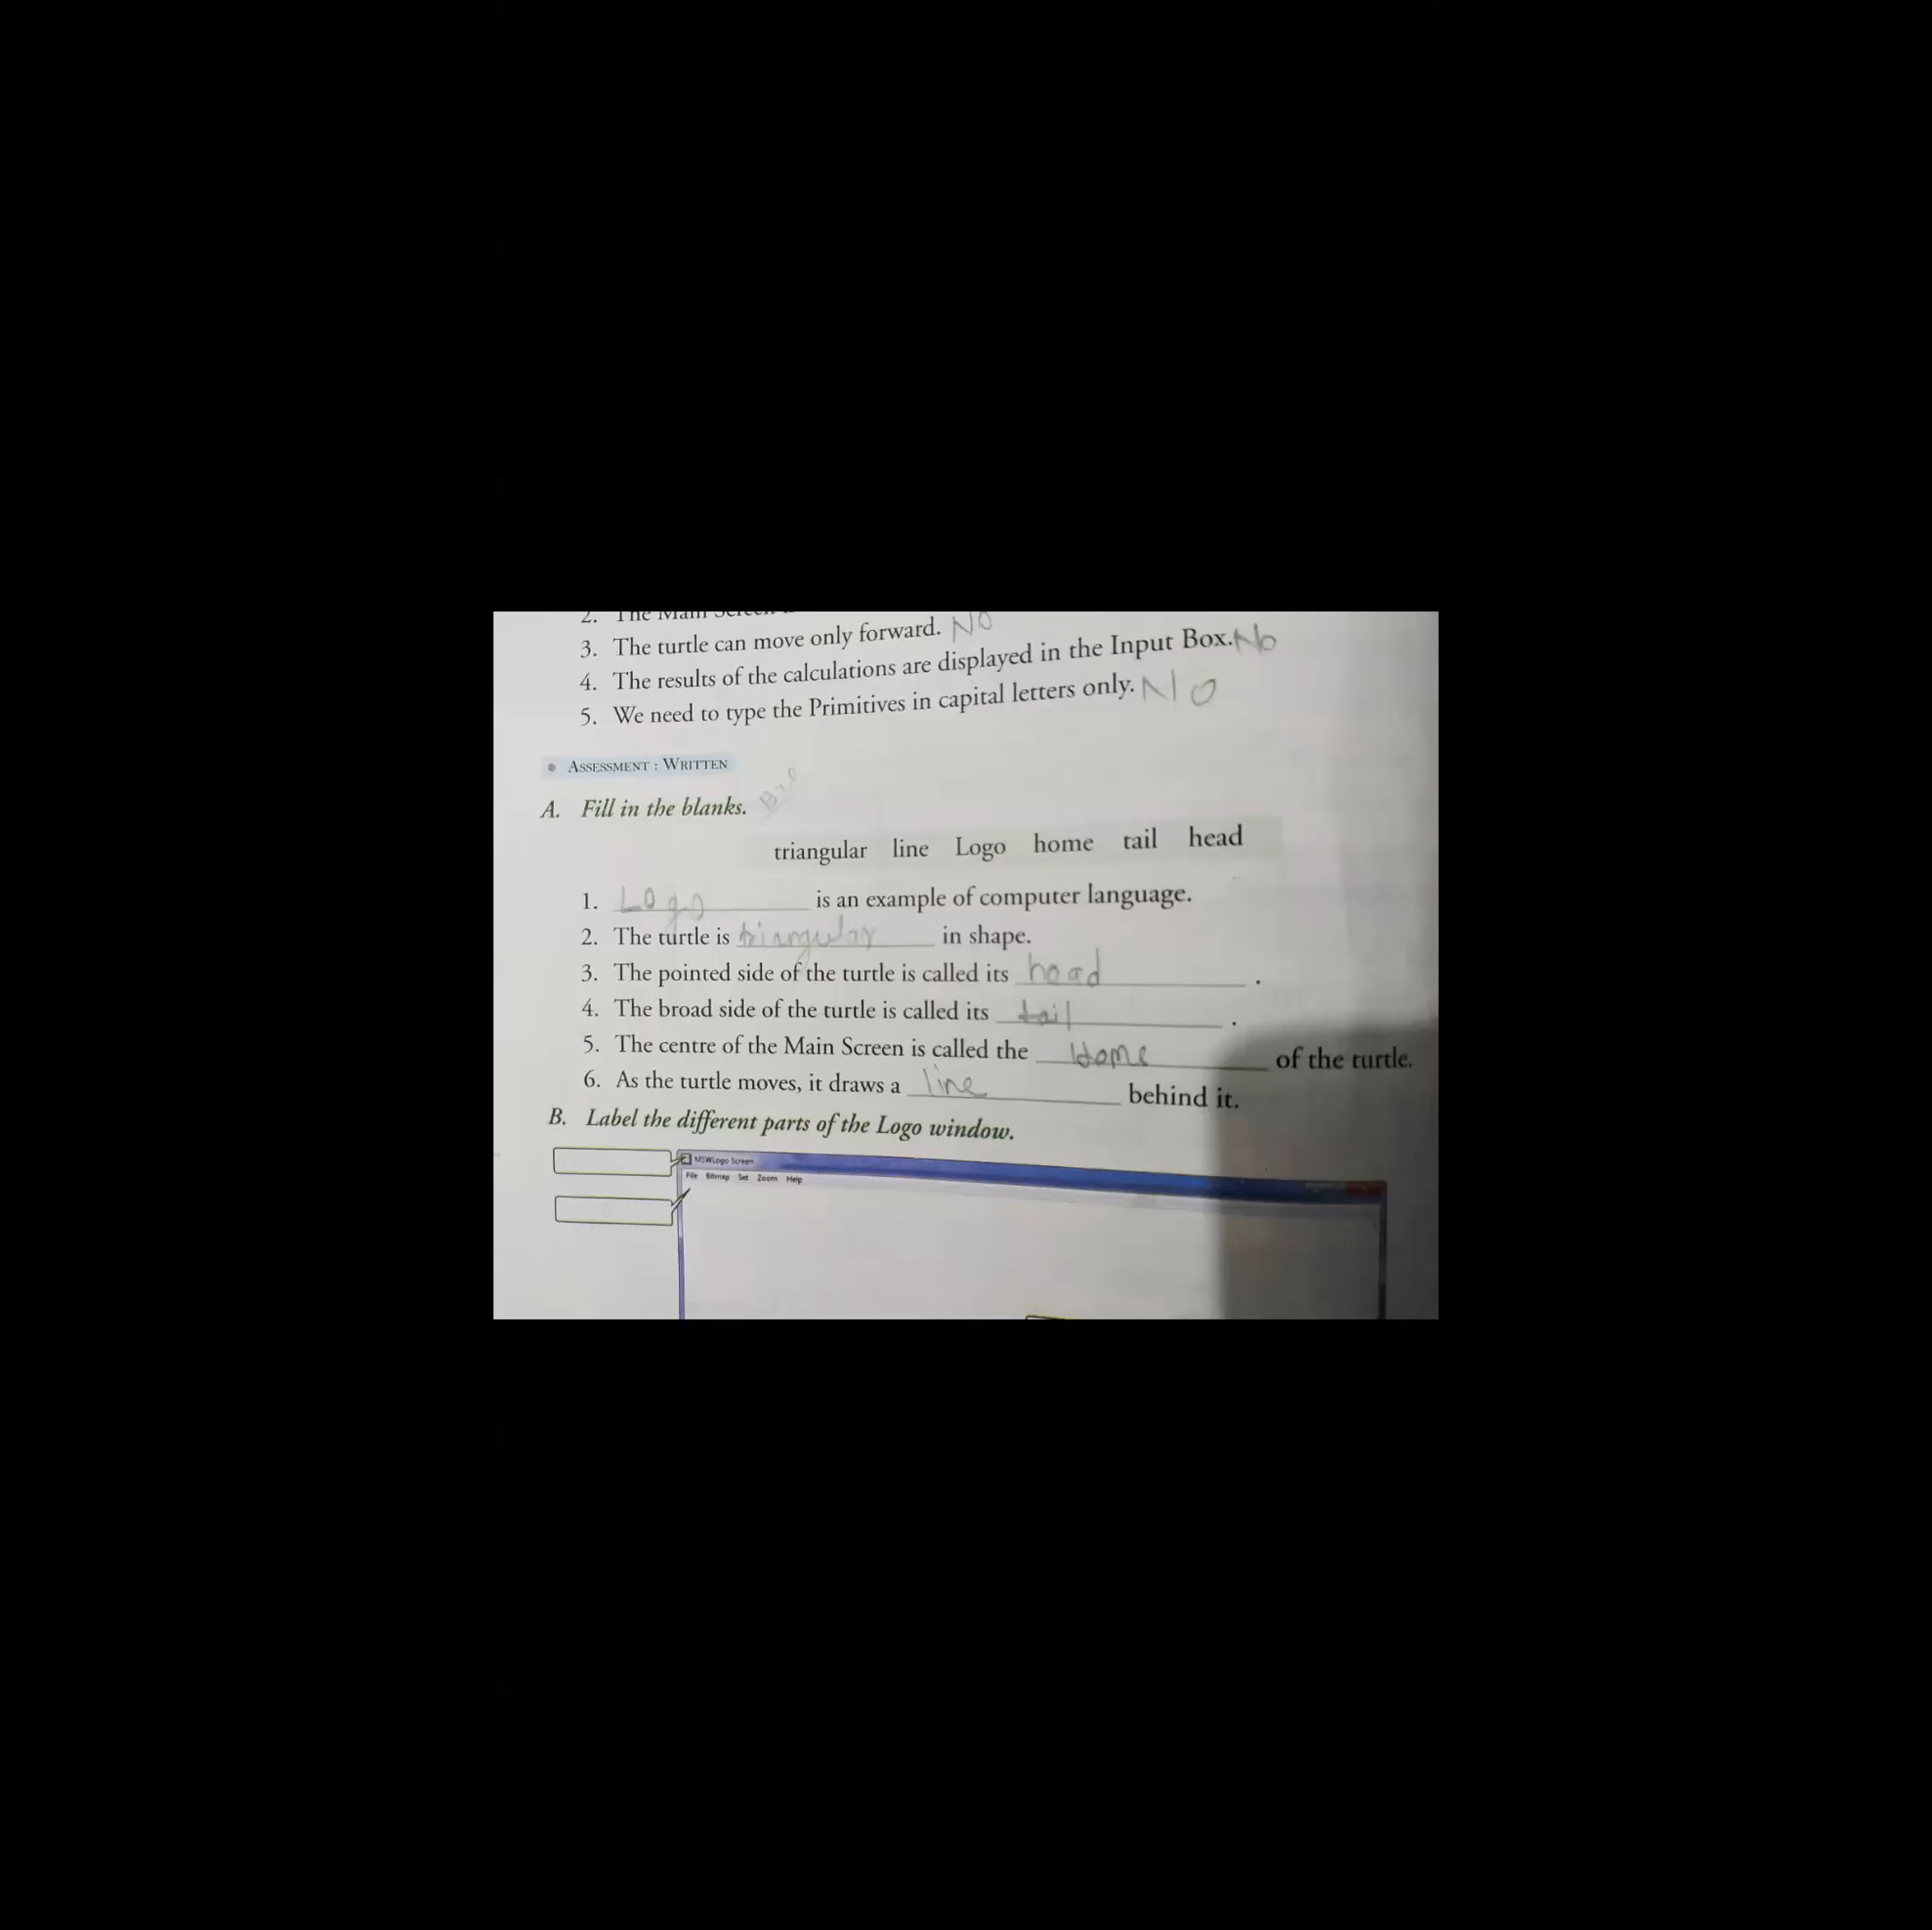 2. The Main Screen
3. The turtle can move only forward. NO
4. The results of the calculations are displayed in the Input Box. No
5. We need to type the Primitives in capital letters only. NO
ASSESSMENT : WRITTEN
A. Fill in the blanks.
triangular line Logo home tail head
1. Logo is an example of computer language.
2. The turtle is triangular in shape.
3. The pointed side of the turtle is called its head .
4. The broad side of the turtle is called its tail .
5. The centre of the Main Screen is called the Home of the turtle.
6. As the turtle moves, it draws a line behind it.
B. Label the different parts of the Logo window.
MSWLogo Screen
File Bitmap Set Zoom Help